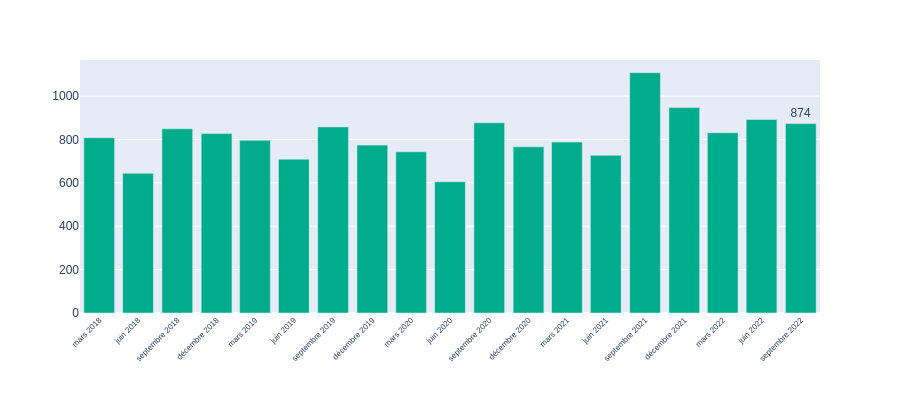 1000
800
600
400
200
0
874
mars 2018
juin 2018
septembre 2018
décembre 2018
mars 2019
juin 2019
septembre 2019
décembre 2019
mars 2020
juin 2020
septembre 2020
décembre 2020
mars 2021
juin 2021
septembre 2021
décembre 2021
mars 2022
juin 2022
septembre 2022